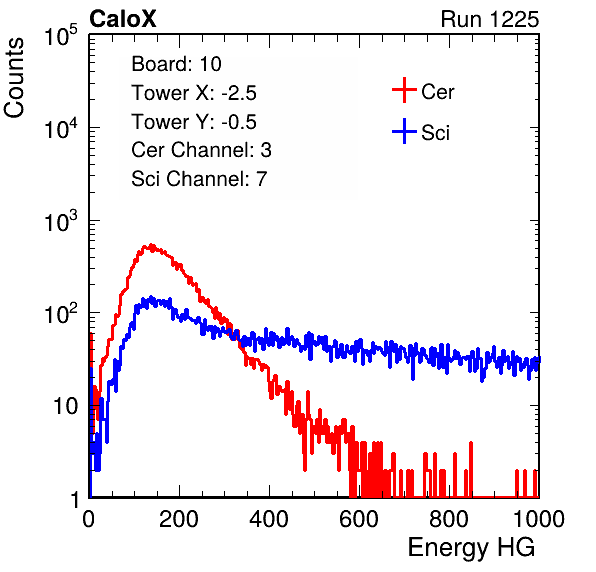 CaloX Run 1225
Counts
10^5
10^4
10^3
10^2
10
1
Board: 10
Tower X: -2.5
Tower Y: -0.5
Cer Channel: 3
Sci Channel: 7
Cer
Sci
0 200 400 600 800 1000
Energy HG